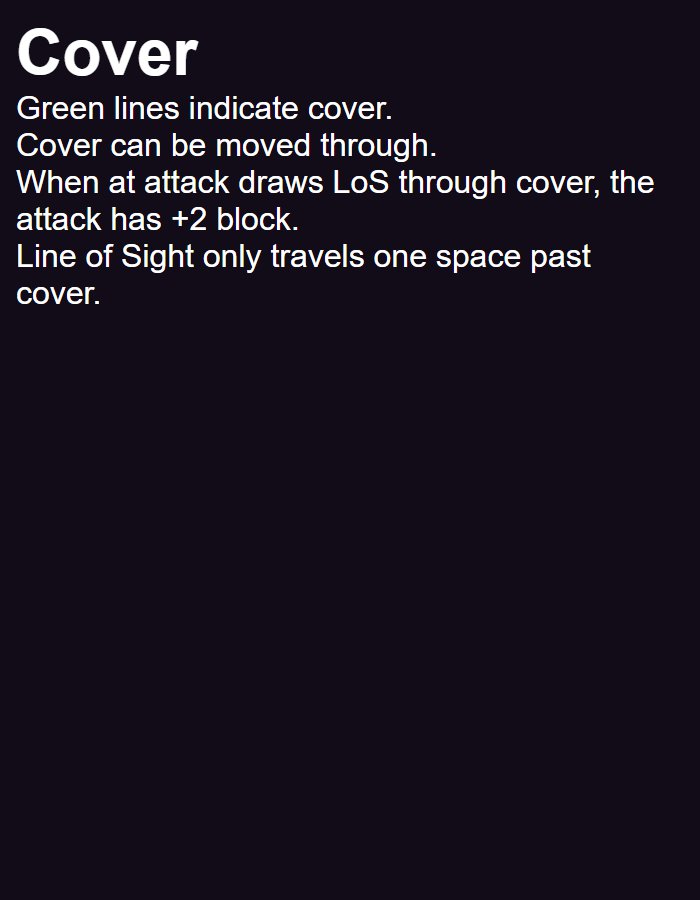 Cover
Green lines indicate cover.
Cover can be moved through.
When at attack draws LoS through cover, the
attack has +2 block.
Line of Sight only travels one space past
cover.